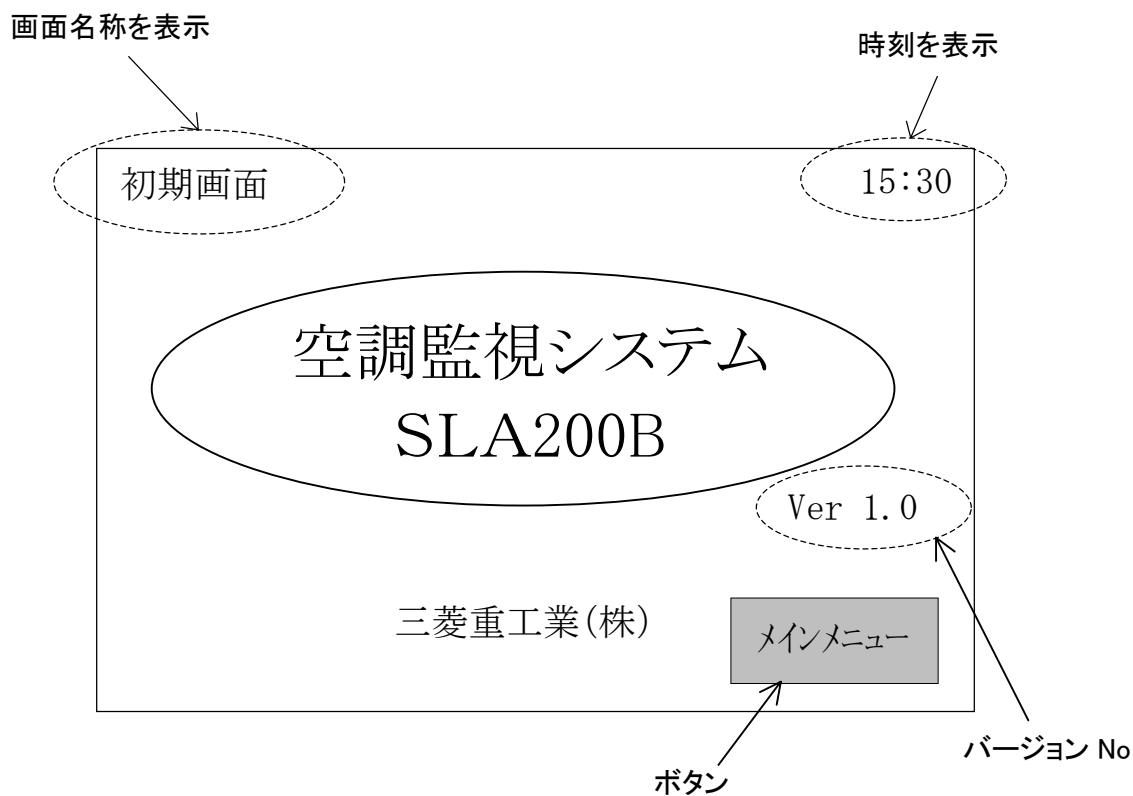 画面名称を表示
時刻を表示
初期画面
15:30
空調監視システム
SLA200B
Ver 1.0
三菱重工業(株)
メインメニュー
バージョン No
ボタン